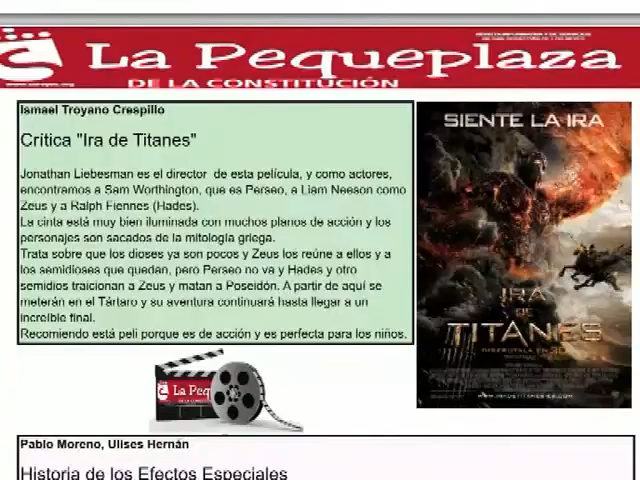 La Pequeplaza
DE LA CONSTITUCIÓN
Ismael Troyano Crespillo
Crítica "Ira de Titanes"
Jonathan Liebesman es el director de esta película, y como actores,
encontramos a Sam Worthington, que es Perseo, a Liam Neeson como
Zeus y a Ralph Fiennes (Hades).
La cinta está muy bien iluminada con muchos planos de acción y los
personajes son sacados de la mitología griega.
Trata sobre que los dioses ya son pocos y Zeus los reúne a ellos y a
los semidioses que quedan, pero Perseo no va y Hades y otro
semidios traicionan a Zeus y matan a Poseidón. A partir de aquí se
meterán en el Tártaro y su aventura continuará hasta llegar a un
increíble final.
Recomiendo está peli porque es de acción y es perfecta para los niños.
SIENTE LA IRA
IRA
DE
TITANES
La Peq
Pablo Moreno, Ulises Hernán
Historia de los Efectos Especiales